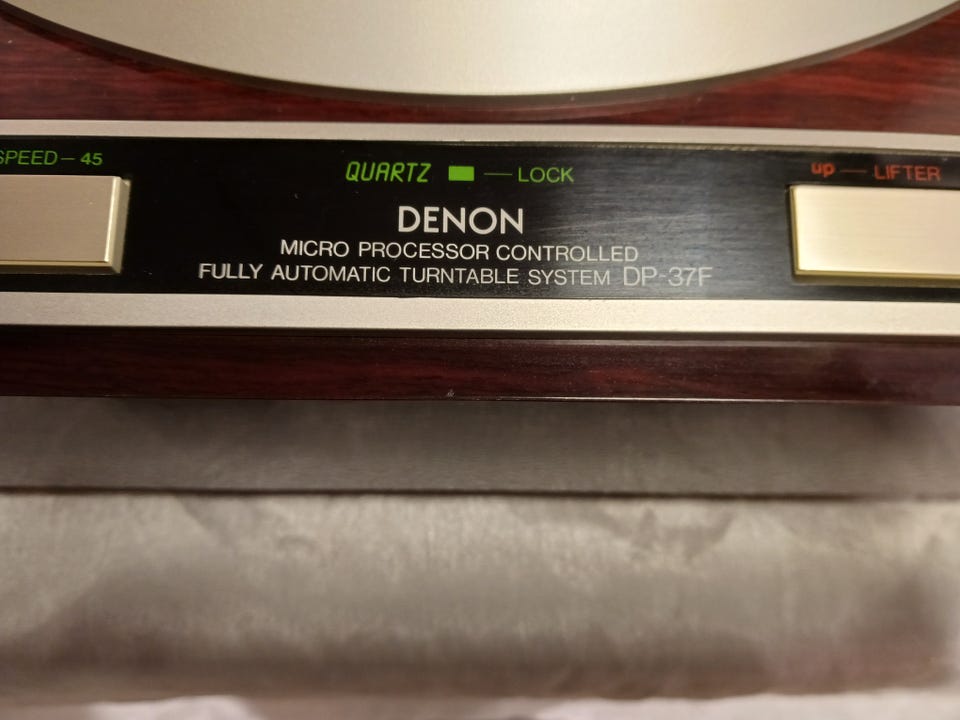 SPEED — 45
QUARTZ — LOCK
up — LIFTER
DENON
MICRO PROCESSOR CONTROLLED
FULLY AUTOMATIC TURNTABLE SYSTEM DP-37F